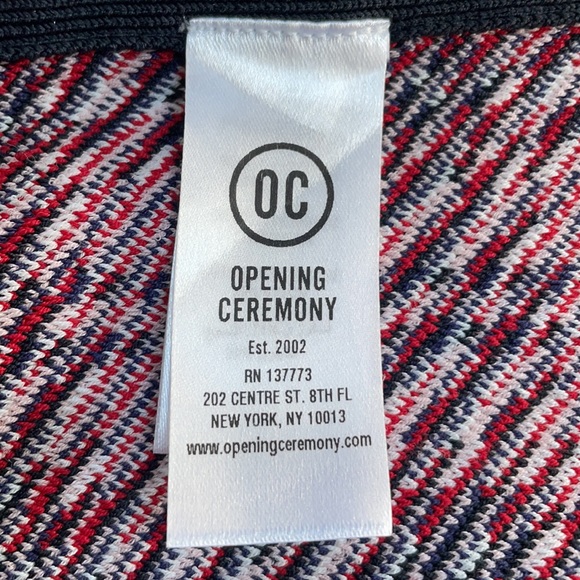 OC
OPENING
CEREMONY
Est. 2002
RN 137773
202 CENTRE ST. 8TH FL
NEW YORK, NY 10013
www.openingceremony.com